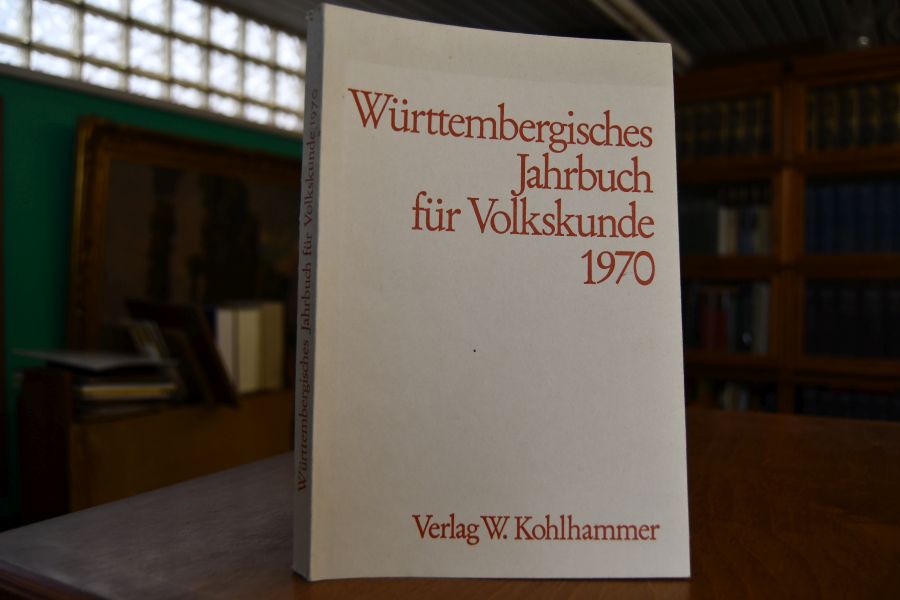 Württembergisches
Jahrbuch
für Volkskunde
1970
Verlag W. Kohlhammer
Württembergisches Jahrbuch für Volkskunde 1970